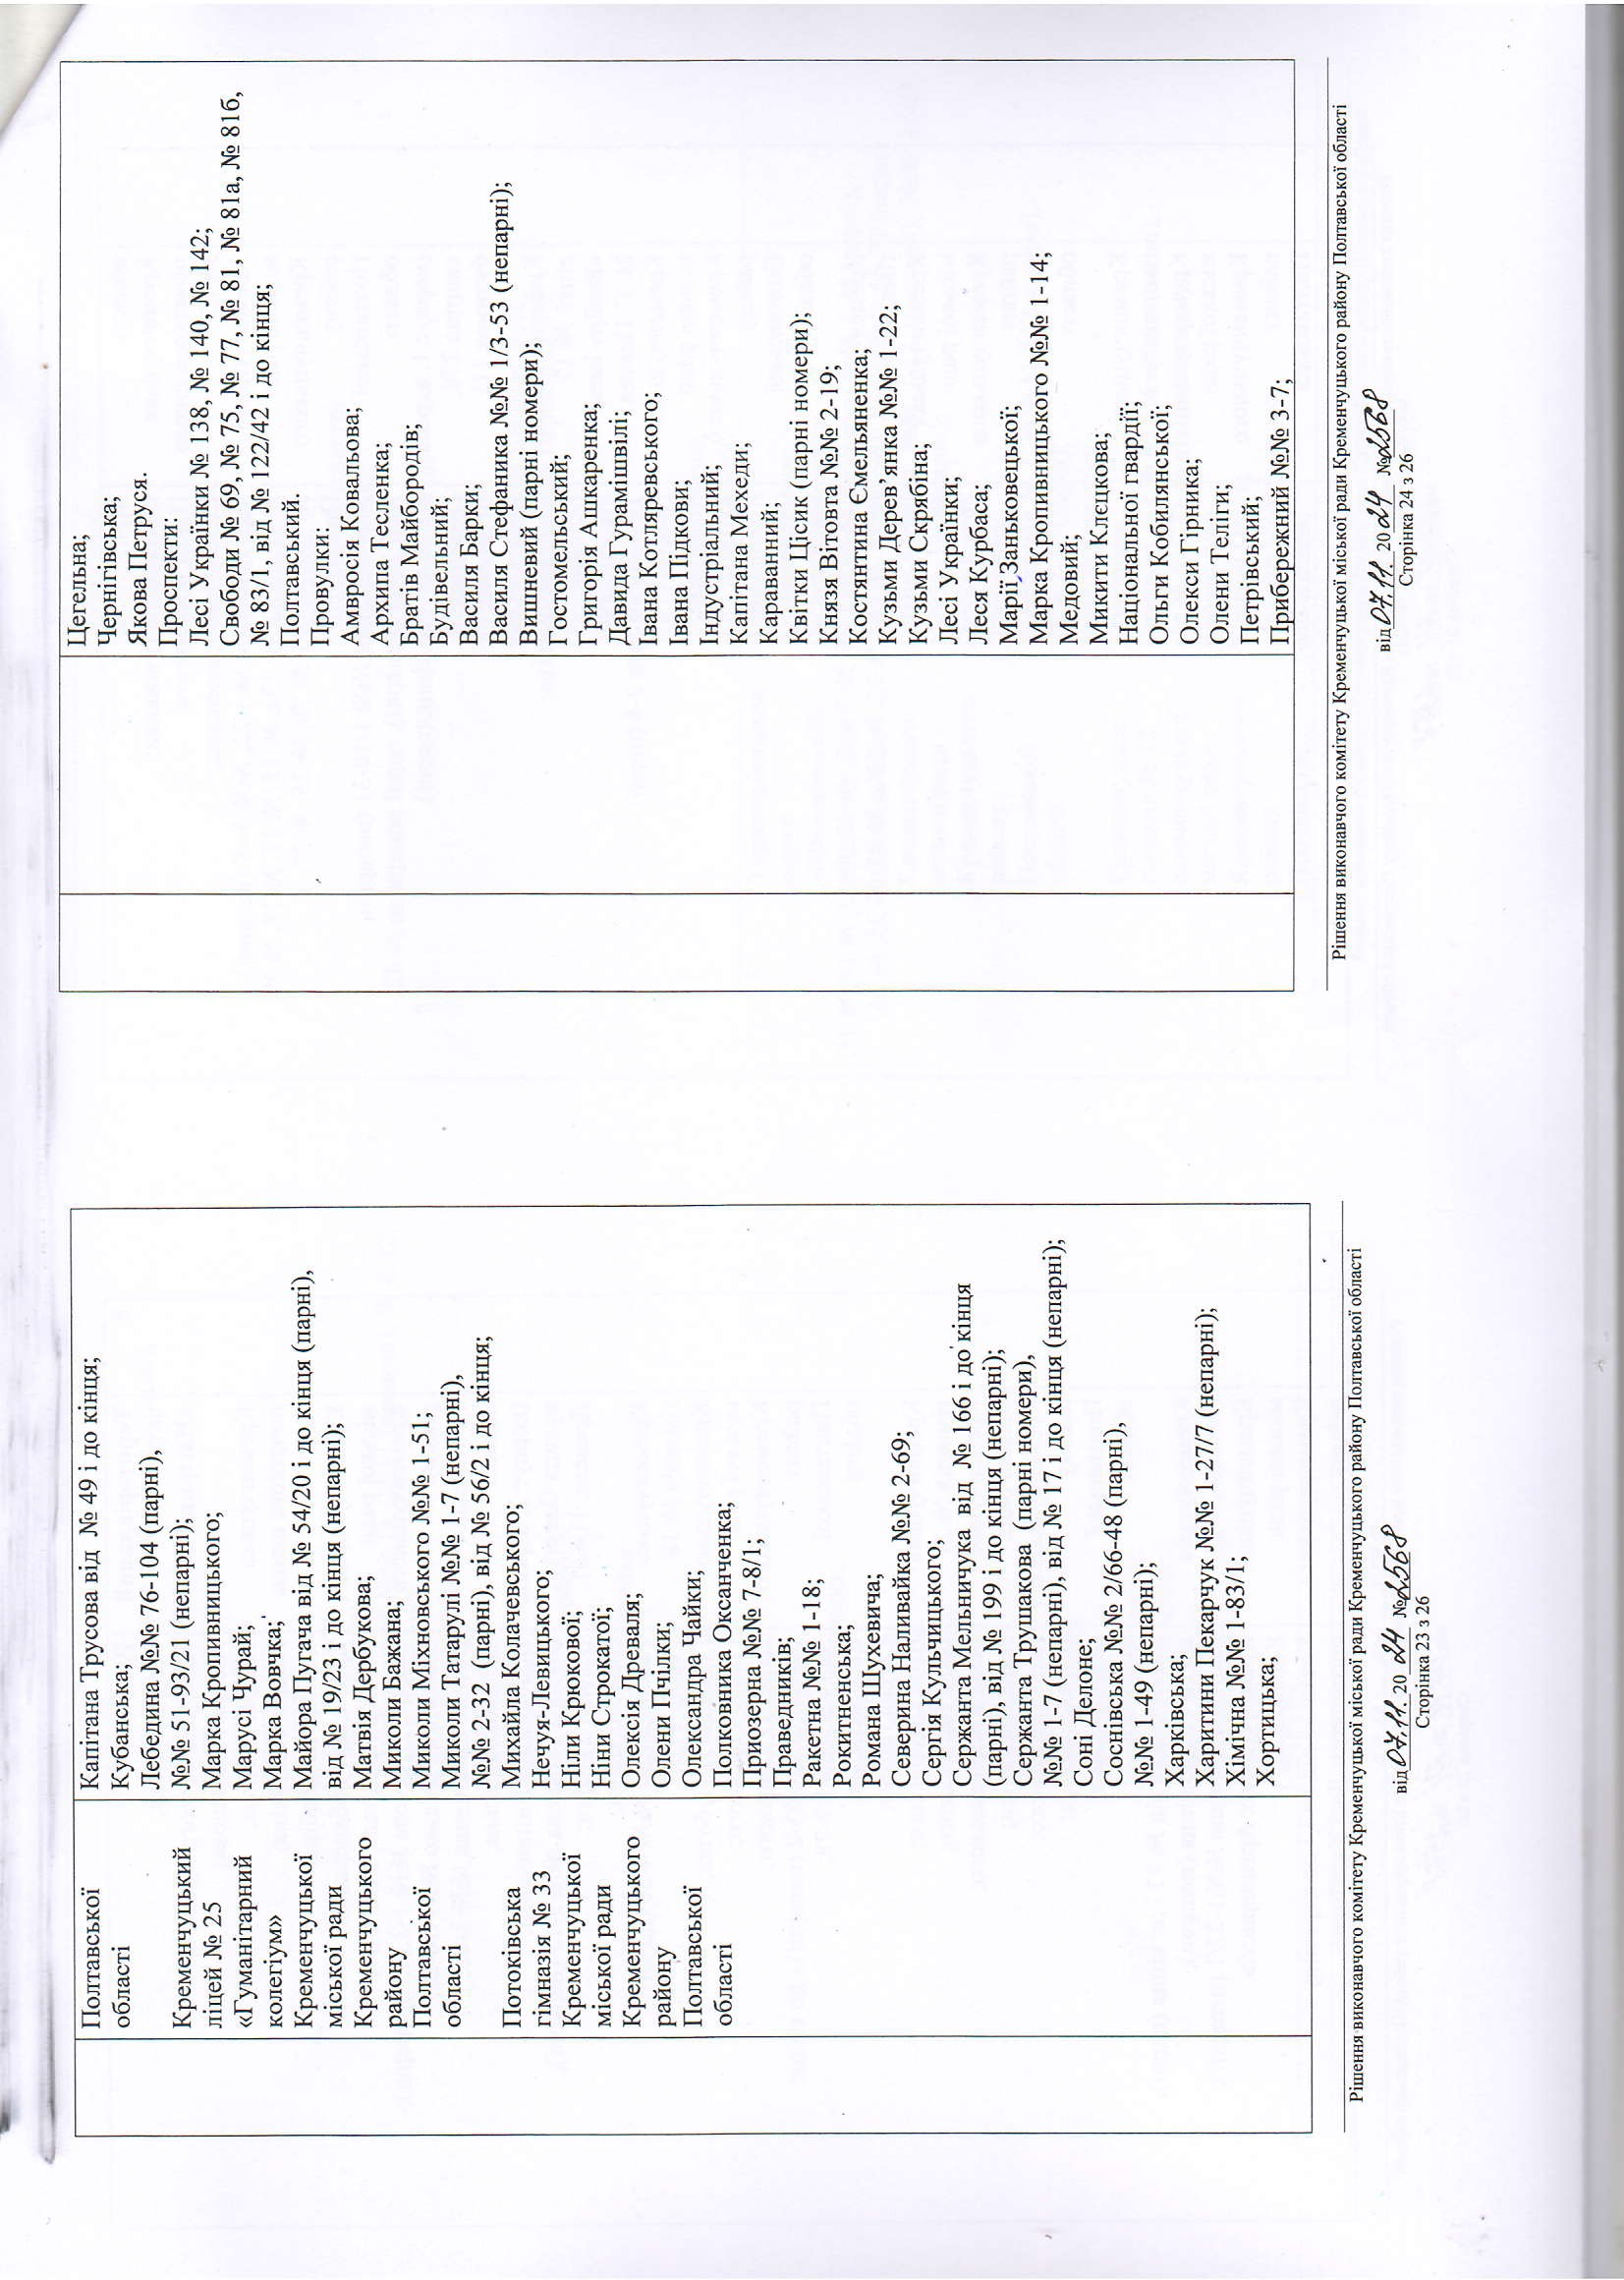 Полтавської
області
Кременчуцький
ліцей № 25
«Гуманітарний
колегіум»
Кременчуцької
міської ради
Кременчуцького
району
Полтавської
області
Потоківська
гімназія № 33
Кременчуцької
міської ради
Кременчуцького
району
Полтавської
області
Капітана Трусова від № 49 і до кінця;
Кубанська;
Лебедина №№ 76-104 (парні),
№№ 51-93/21 (непарні);
Марка Кропивницького;
Марусі Чурай;
Марка Вовчка;
Майора Пугача від № 54/20 і до кінця (парні),
від № 19/23 і до кінця (непарні);
Матвія Дербукова;
Миколи Бажана;
Миколи Міхновського №№ 1-51;
Миколи Татарулі №№ 1-7 (непарні),
№№ 2-32 (парні), від № 56/2 і до кінця;
Михайла Колачевського;
Нечуя-Левицького;
Ніли Крюкової;
Ніни Строкатої;
Олексія Древаля;
Олени Пчілки;
Олександра Чайки;
Полковника Оксанченка;
Приозерна №№ 7-8/1;
Праведників;
Ракетна №№ 1-18;
Рокитненська;
Романа Шухевича;
Северина Наливайка №№ 2-69;
Сергія Кульчицького;
Сержанта Мельничука від № 166 і до кінця
(парні), від № 199 і до кінця (непарні);
Сержанта Трушакова (парні номери),
№№ 1-7 (непарні), від № 17 і до кінця (непарні);
Соні Делоне;
Соснівська №№ 2/66-48 (парні),
№№ 1-49 (непарні);
Харківська;
Харитини Пекарчук №№ 1-27/7 (непарні);
Хімічна №№ 1-83/1;
Хортицька;
Рішення виконавчого комітету Кременчуцької міської ради Кременчуцького району Полтавської області
від 07.11. 20 24 № 2568
Сторінка 23 з 26
Цегельна;
Чернігівська;
Якова Петруся.
Проспекти:
Лесі Українки № 138, № 140, № 142;
Свободи № 69, № 75, № 77, № 81, № 81а, № 81б,
№ 83/1, від № 122/42 і до кінця;
Полтавський.
Провулки:
Амвросія Ковальова;
Архипа Тесленка;
Братів Майбородів;
Будівельний;
Василя Барки;
Василя Стефаника №№ 1/3-53 (непарні);
Вишневий (парні номери);
Гостомельський;
Григорія Ашкаренка;
Давида Гурамішвілі;
Івана Котляревського;
Івана Підкови;
Індустріальний;
Капітана Мехеди;
Караванний;
Квітки Цісик (парні номери);
Князя Вітовта №№ 2-19;
Костянтина Ємельяненка;
Кузьми Дерев’янка №№ 1-22;
Кузьми Скрябіна;
Лесі Українки;
Леся Курбаса;
Марії Заньковецької;
Марка Кропивницького №№ 1-14;
Медовий;
Микити Клєцкова;
Національної гвардії;
Ольги Кобилянської;
Олекси Гірника;
Олени Теліги;
Петрівський;
Прибережний №№ 3-7;
Рішення виконавчого комітету Кременчуцької міської ради Кременчуцького району Полтавської області
від 07.11. 20 24 № 2568
Сторінка 24 з 26